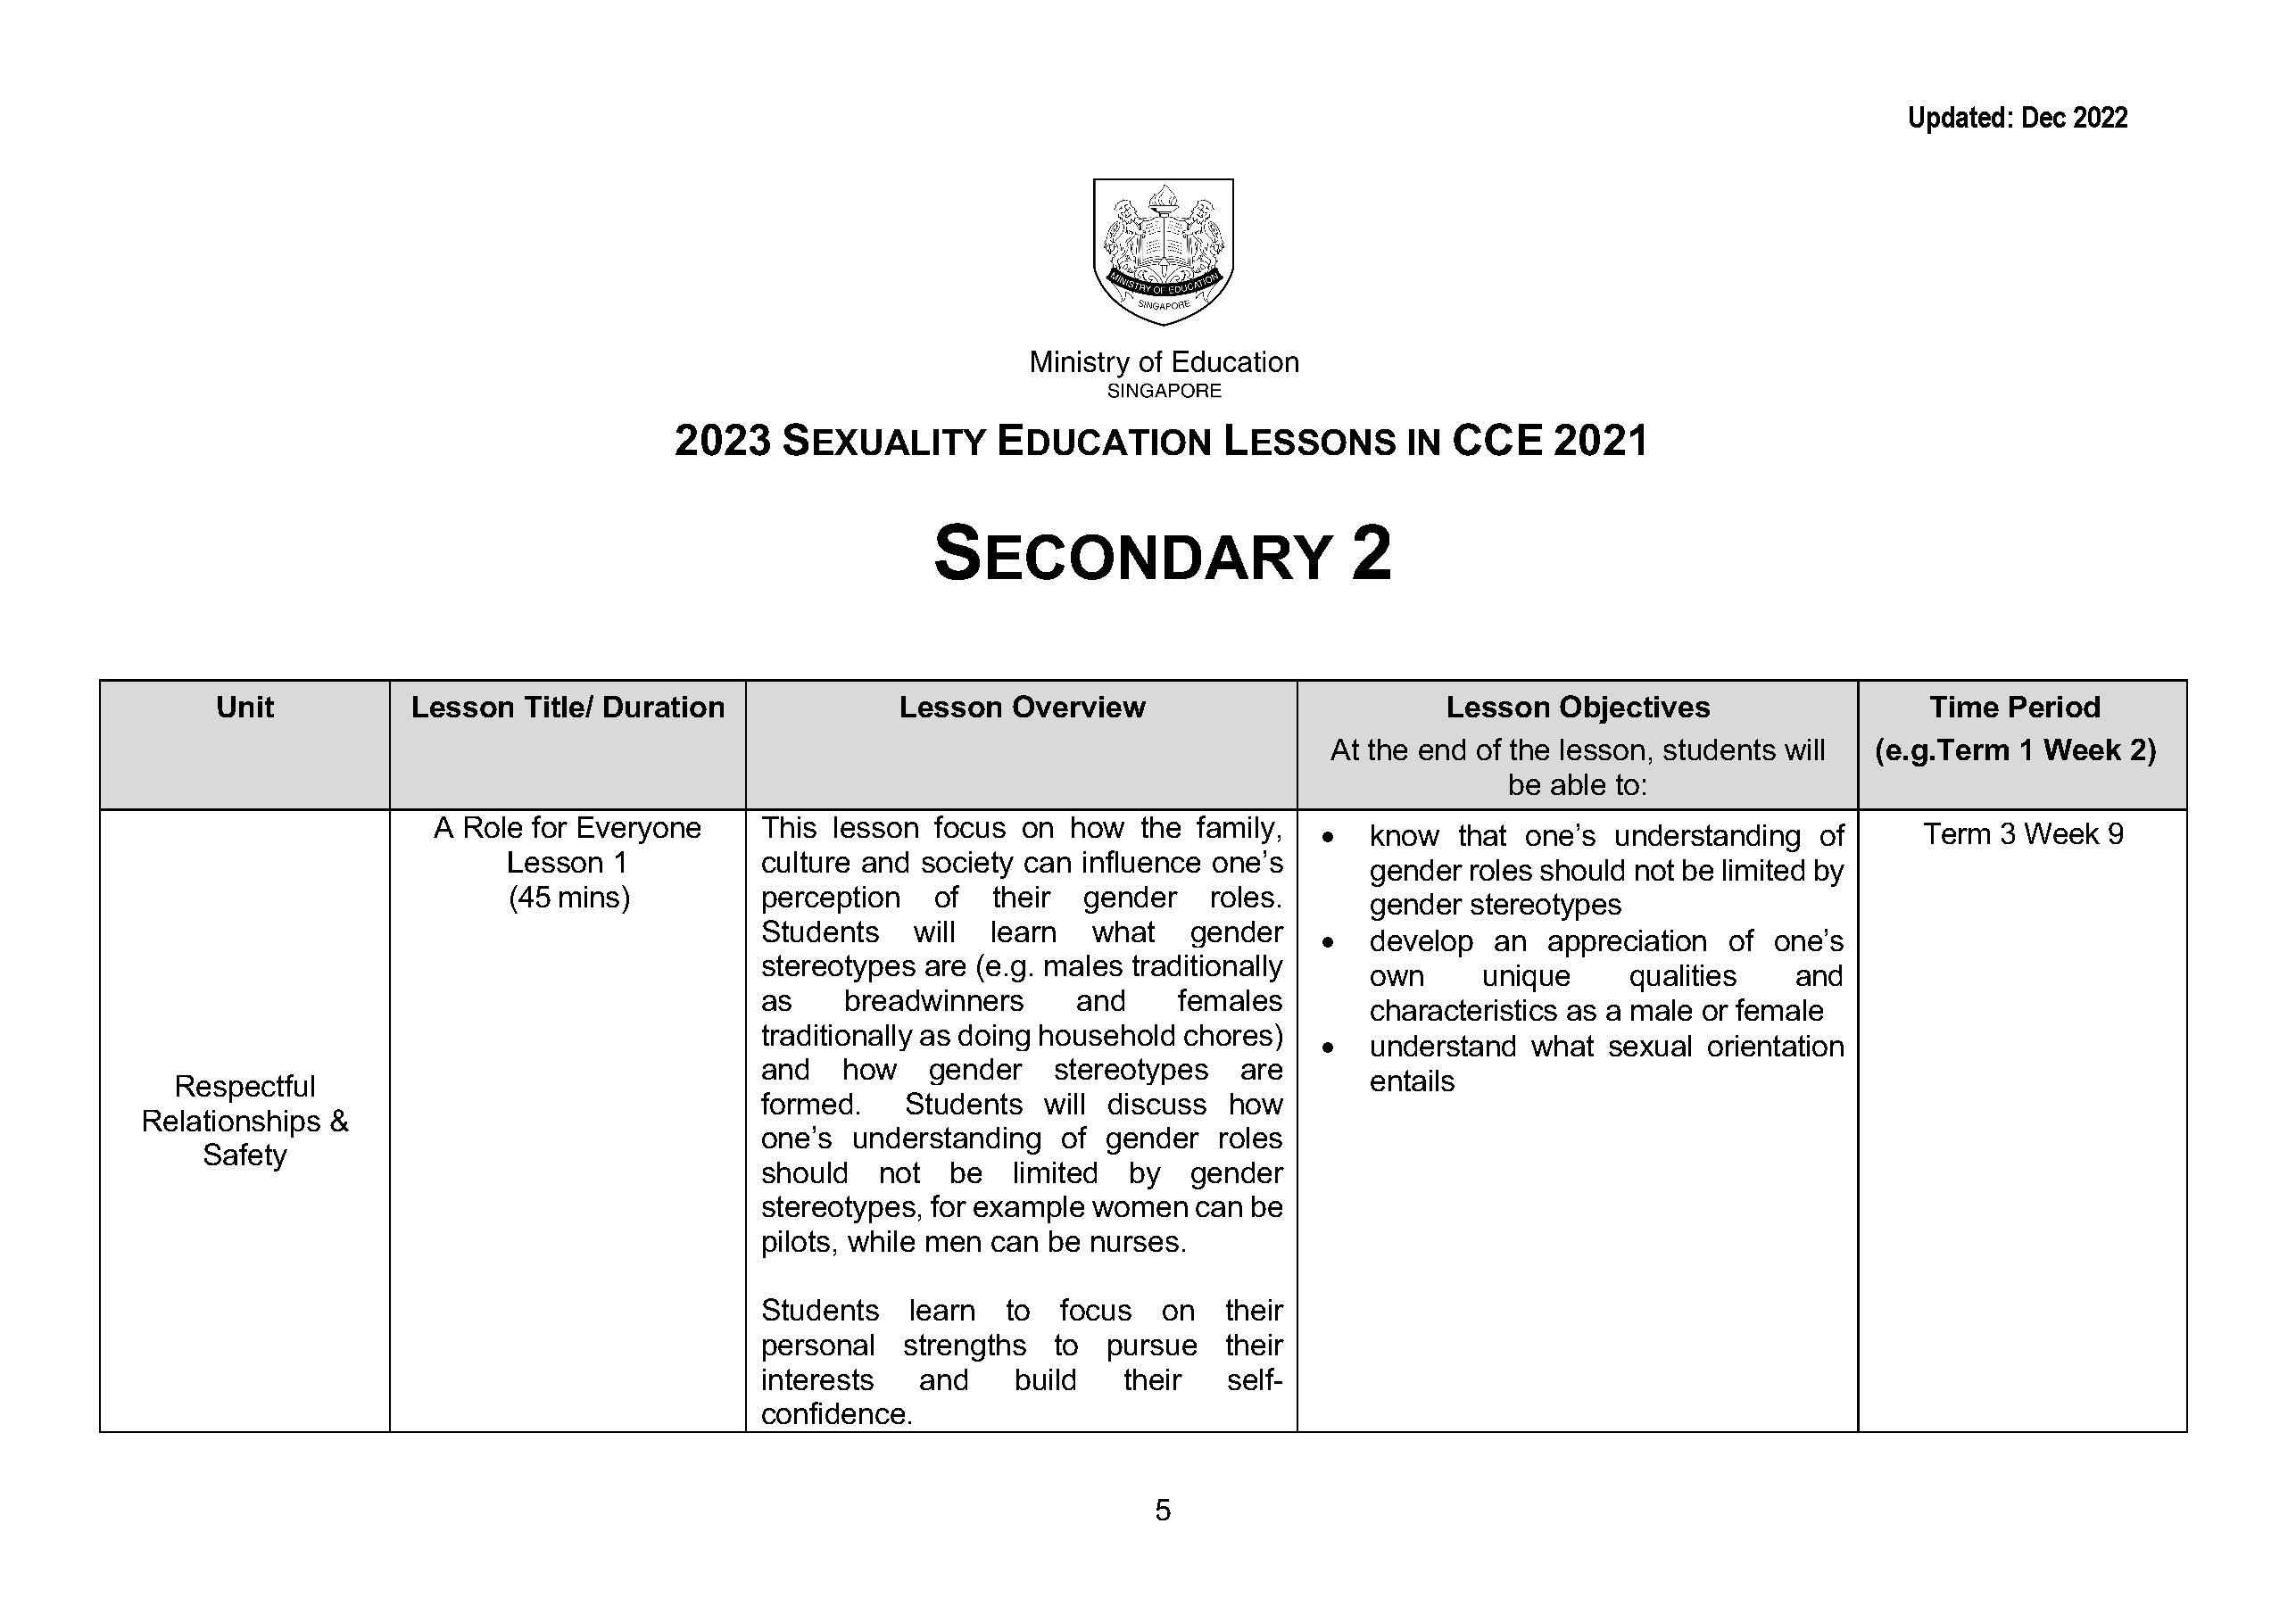 Updated: Dec 2022
MINISTRY OF EDUCATION
SINGAPORE
Ministry of Education
SINGAPORE
2023 SEXUALITY EDUCATION LESSONS IN CCE 2021
SECONDARY 2
Unit
Lesson Title/ Duration
Lesson Overview
Lesson Objectives
At the end of the lesson, students will
be able to:
Time Period
(e.g.Term 1 Week 2)
Respectful
Relationships &
Safety
A Role for Everyone
Lesson 1
(45 mins)
This lesson focus on how the family,
culture and society can influence one’s
perception of their gender roles.
Students will learn what gender
stereotypes are (e.g. males traditionally
as breadwinners and females
traditionally as doing household chores)
and how gender stereotypes are
formed. Students will discuss how
one’s understanding of gender roles
should not be limited by gender
stereotypes, for example women can be
pilots, while men can be nurses.
Students learn to focus on their
personal strengths to pursue their
interests and build their self-
confidence.
• know that one’s understanding of
gender roles should not be limited by
gender stereotypes
• develop an appreciation of one’s
own unique qualities and
characteristics as a male or female
• understand what sexual orientation
entails
Term 3 Week 9
5